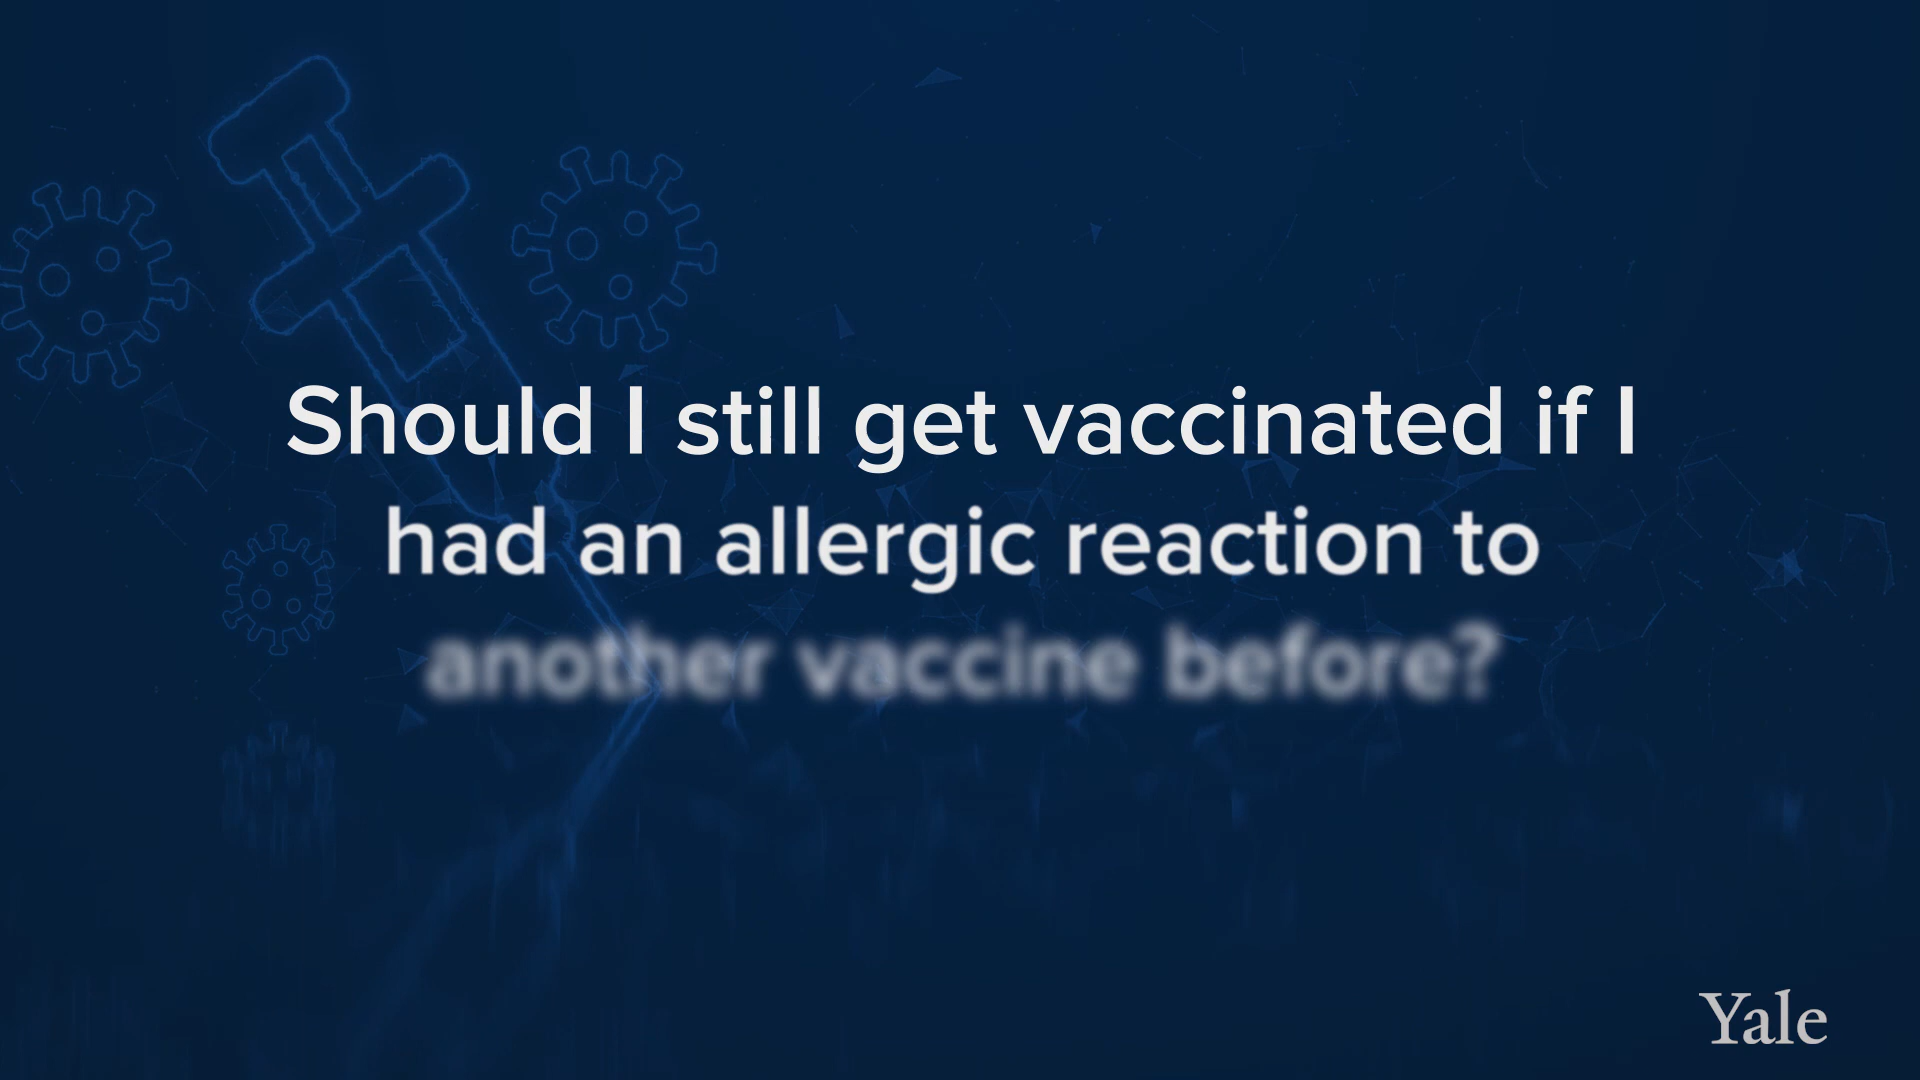 Should I still get vaccinated if I
had an allergic reaction to
another vaccine before?
Yale